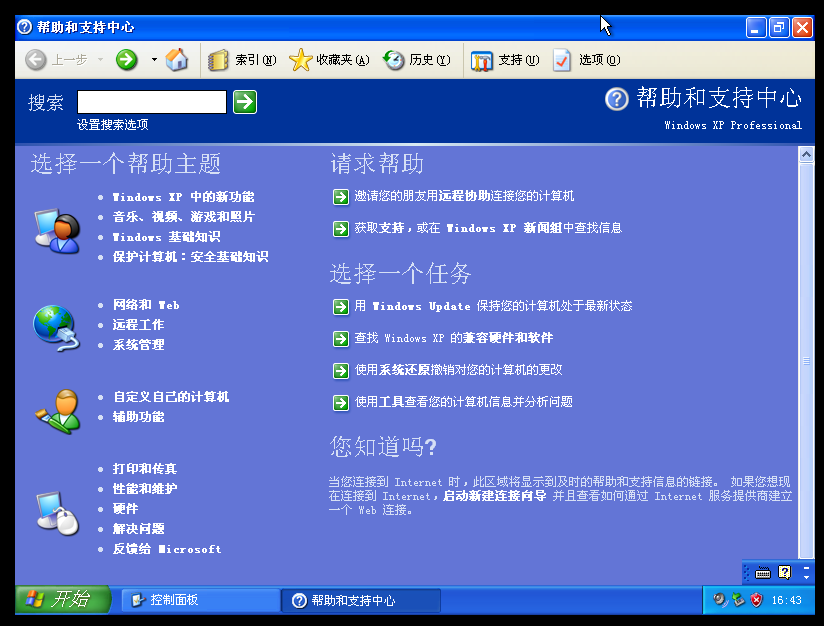 帮助和支持中心
上一步
索引(N)
收藏夹(A)
历史(Y)
支持(U)
选项(O)
搜索
设置搜索选项
帮助和支持中心
Windows XP Professional
选择一个帮助主题
Windows XP 中的新功能
音乐、视频、游戏和照片
Windows 基础知识
保护计算机：安全基础知识
网络和 Web
远程工作
系统管理
自定义自己的计算机
辅助功能
打印和传真
性能和维护
硬件
解决问题
反馈给 Microsoft
请求帮助
邀请您的朋友用远程协助连接您的计算机
获取支持，或在 Windows XP 新闻组中查找信息
选择一个任务
用 Windows Update 保持您的计算机处于最新状态
查找 Windows XP 的兼容硬件和软件
使用系统还原撤销对您的计算机的更改
使用工具查看您的计算机信息并分析问题
您知道吗?
当您连接到 Internet 时，此区域将显示到及时的帮助和支持信息的链接。 如果您想现
在连接到 Internet，启动新建连接向导 并且查看如何通过 Internet 服务提供商建立
一个 Web 连接。
开始
控制面板
帮助和支持中心
16:43